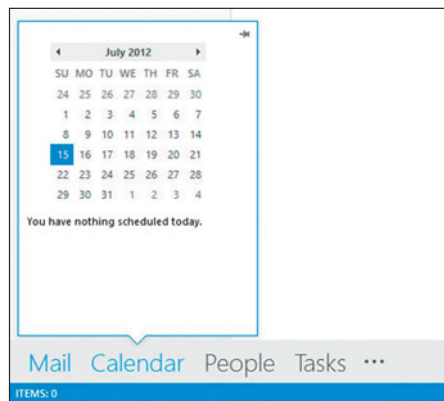 July 2012
SU MO TU WE TH FR SA
24 25 26 27 28 29 30
1 2 3 4 5 6 7
8 9 10 11 12 13 14
15 16 17 18 19 20 21
22 23 24 25 26 27 28
29 30 31 1 2 3 4
You have nothing scheduled today.
Mail Calendar People Tasks •••
ITEMS: 0